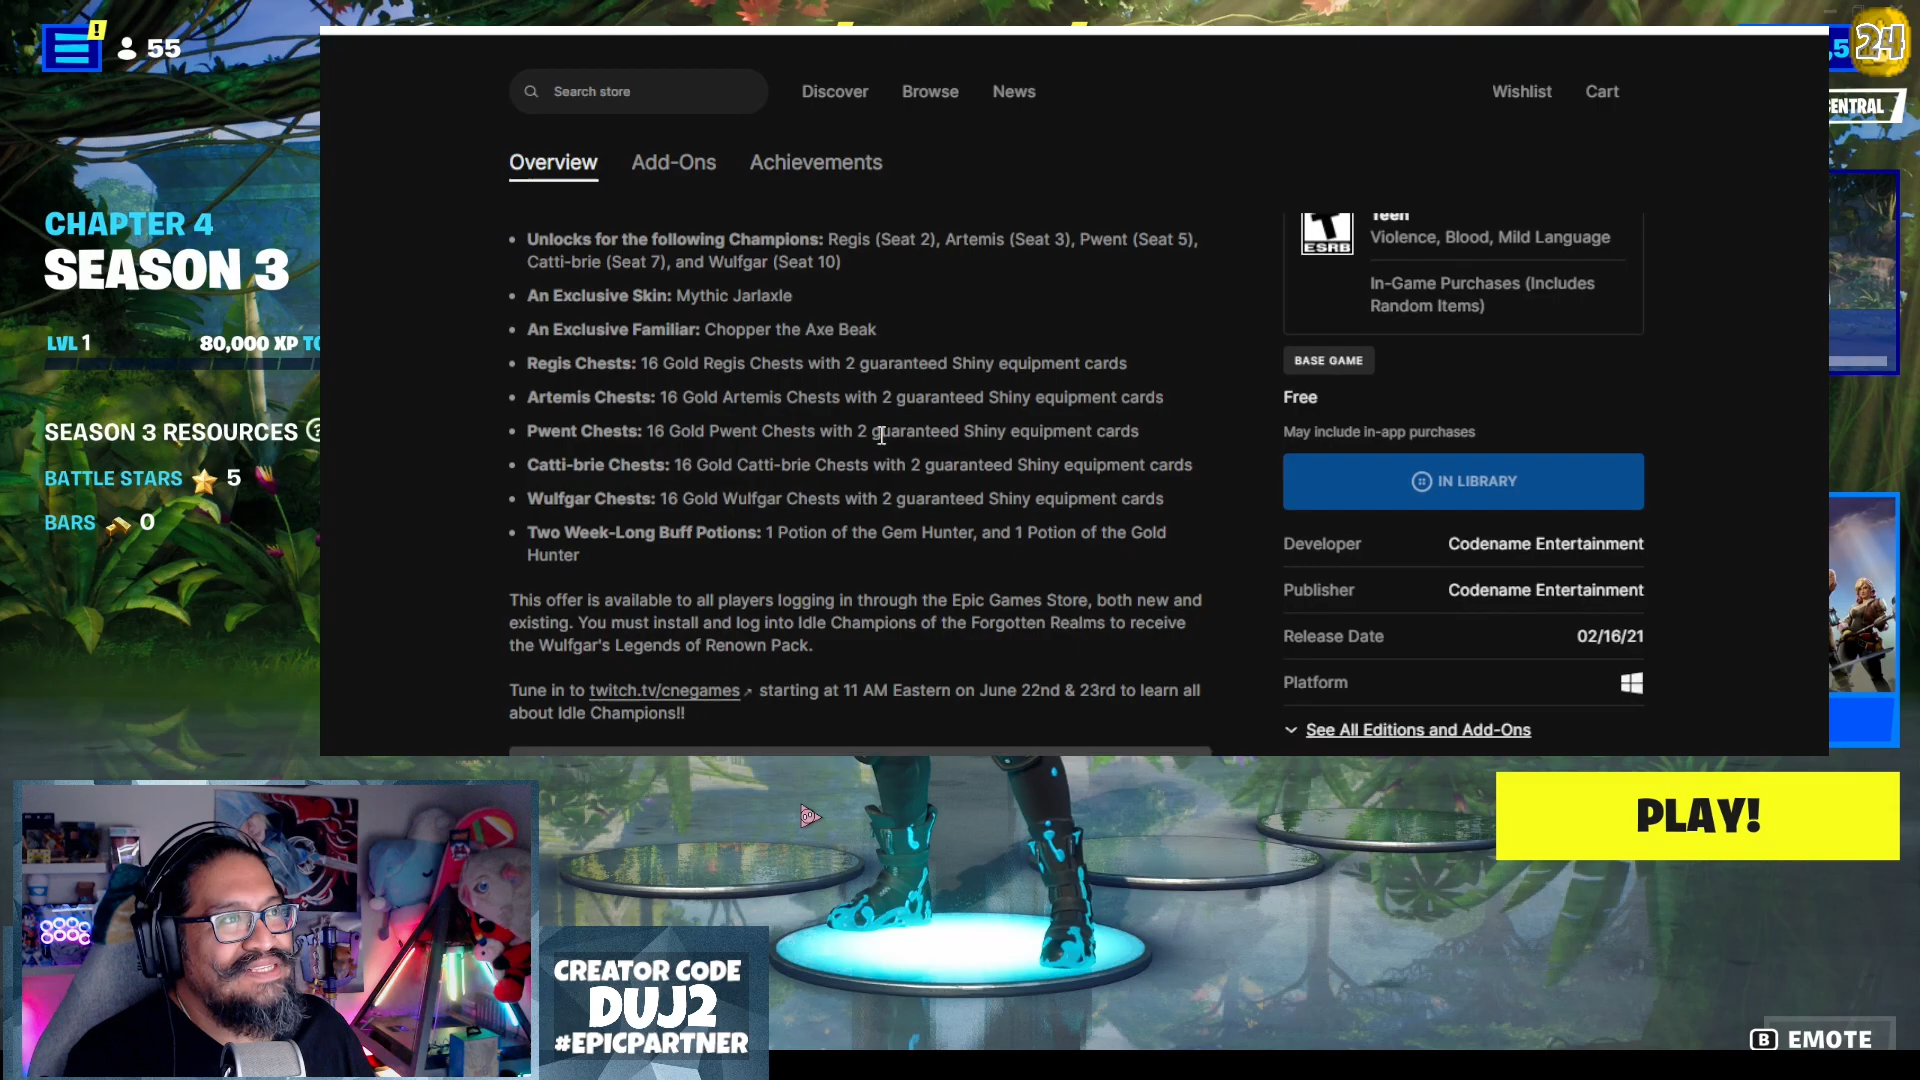 55
24
CHAPTER 4
SEASON 3
LVL 1
80,000 XP TO
SEASON 3 RESOURCES
BATTLE STARS 5
BARS 0
Search store
Discover
Browse
News
Wishlist
Cart
Overview
Add-Ons
Achievements
• Unlocks for the following Champions: Regis (Seat 2), Artemis (Seat 3), Pwent (Seat 5),
Catti-brie (Seat 7), and Wulfgar (Seat 10)
• An Exclusive Skin: Mythic Jarlaxle
• An Exclusive Familiar: Chopper the Axe Beak
• Regis Chests: 16 Gold Regis Chests with 2 guaranteed Shiny equipment cards
• Artemis Chests: 16 Gold Artemis Chests with 2 guaranteed Shiny equipment cards
• Pwent Chests: 16 Gold Pwent Chests with 2 guaranteed Shiny equipment cards
• Catti-brie Chests: 16 Gold Catti-brie Chests with 2 guaranteed Shiny equipment cards
• Wulfgar Chests: 16 Gold Wulfgar Chests with 2 guaranteed Shiny equipment cards
• Two Week-Long Buff Potions: 1 Potion of the Gem Hunter, and 1 Potion of the Gold
Hunter
This offer is available to all players logging in through the Epic Games Store, both new and
existing. You must install and log into Idle Champions of the Forgotten Realms to receive
the Wulfgar's Legends of Renown Pack.
Tune in to twitch.tv/cnegames starting at 11 AM Eastern on June 22nd & 23rd to learn all
about Idle Champions!!
T
ESRB
Teen
Violence, Blood, Mild Language
In-Game Purchases (Includes
Random Items)
BASE GAME
Free
May include in-app purchases
IN LIBRARY
Developer Codename Entertainment
Publisher Codename Entertainment
Release Date 02/16/21
Platform
See All Editions and Add-Ons
ENTRAL
PLAY!
B EMOTE
CREATOR CODE
DUJ2
#EPICPARTNER